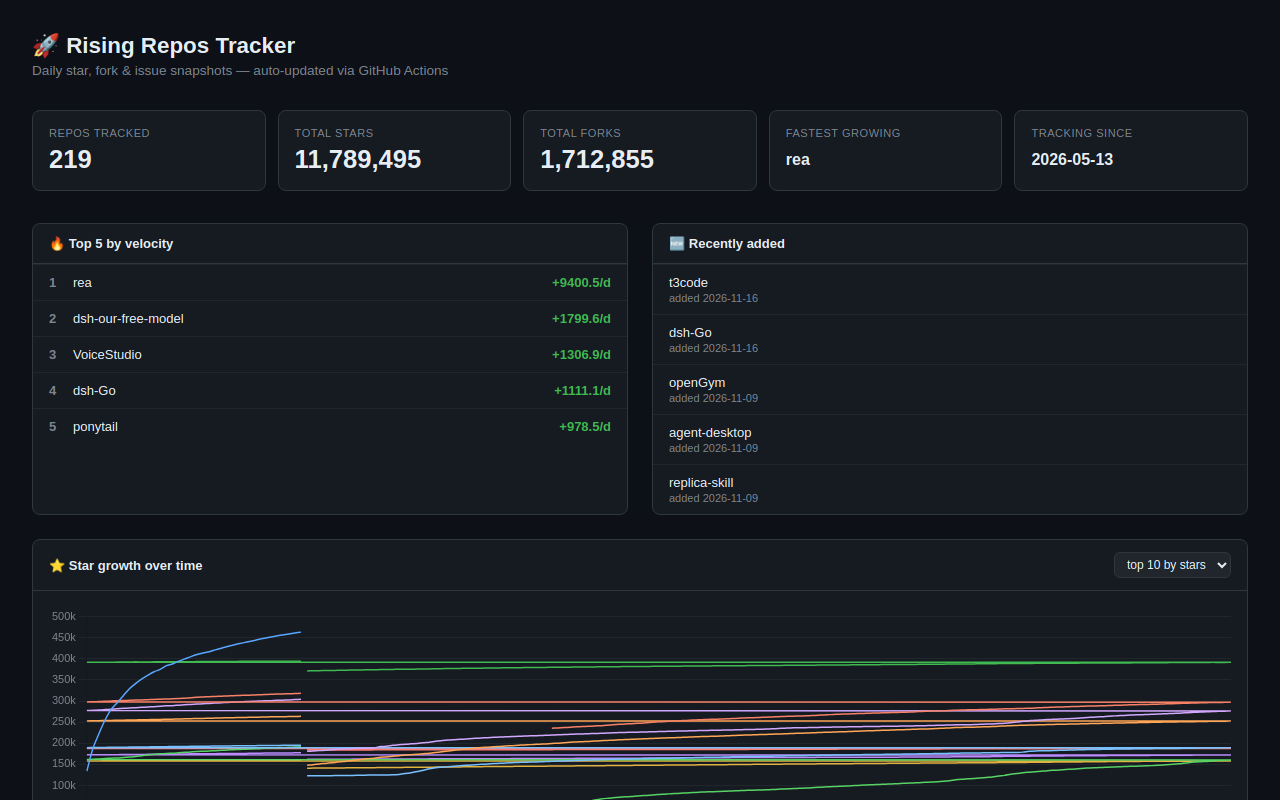 🚀 Rising Repos Tracker
Daily star, fork & issue snapshots — auto-updated via GitHub Actions
REPOS TRACKED
219
TOTAL STARS
11,789,495
TOTAL FORKS
1,712,855
FASTEST GROWING
rea
TRACKING SINCE
2026-05-13
🔥 Top 5 by velocity
1 rea +9400.5/d
2 dsh-our-free-model +1799.6/d
3 VoiceStudio +1306.9/d
4 dsh-Go +1111.1/d
5 ponytail +978.5/d
🆕 Recently added
t3code
added 2026-11-16
dsh-Go
added 2026-11-16
openGym
added 2026-11-09
agent-desktop
added 2026-11-09
replica-skill
added 2026-11-09
⭐ Star growth over time
top 10 by stars
500k
450k
400k
350k
300k
250k
200k
150k
100k